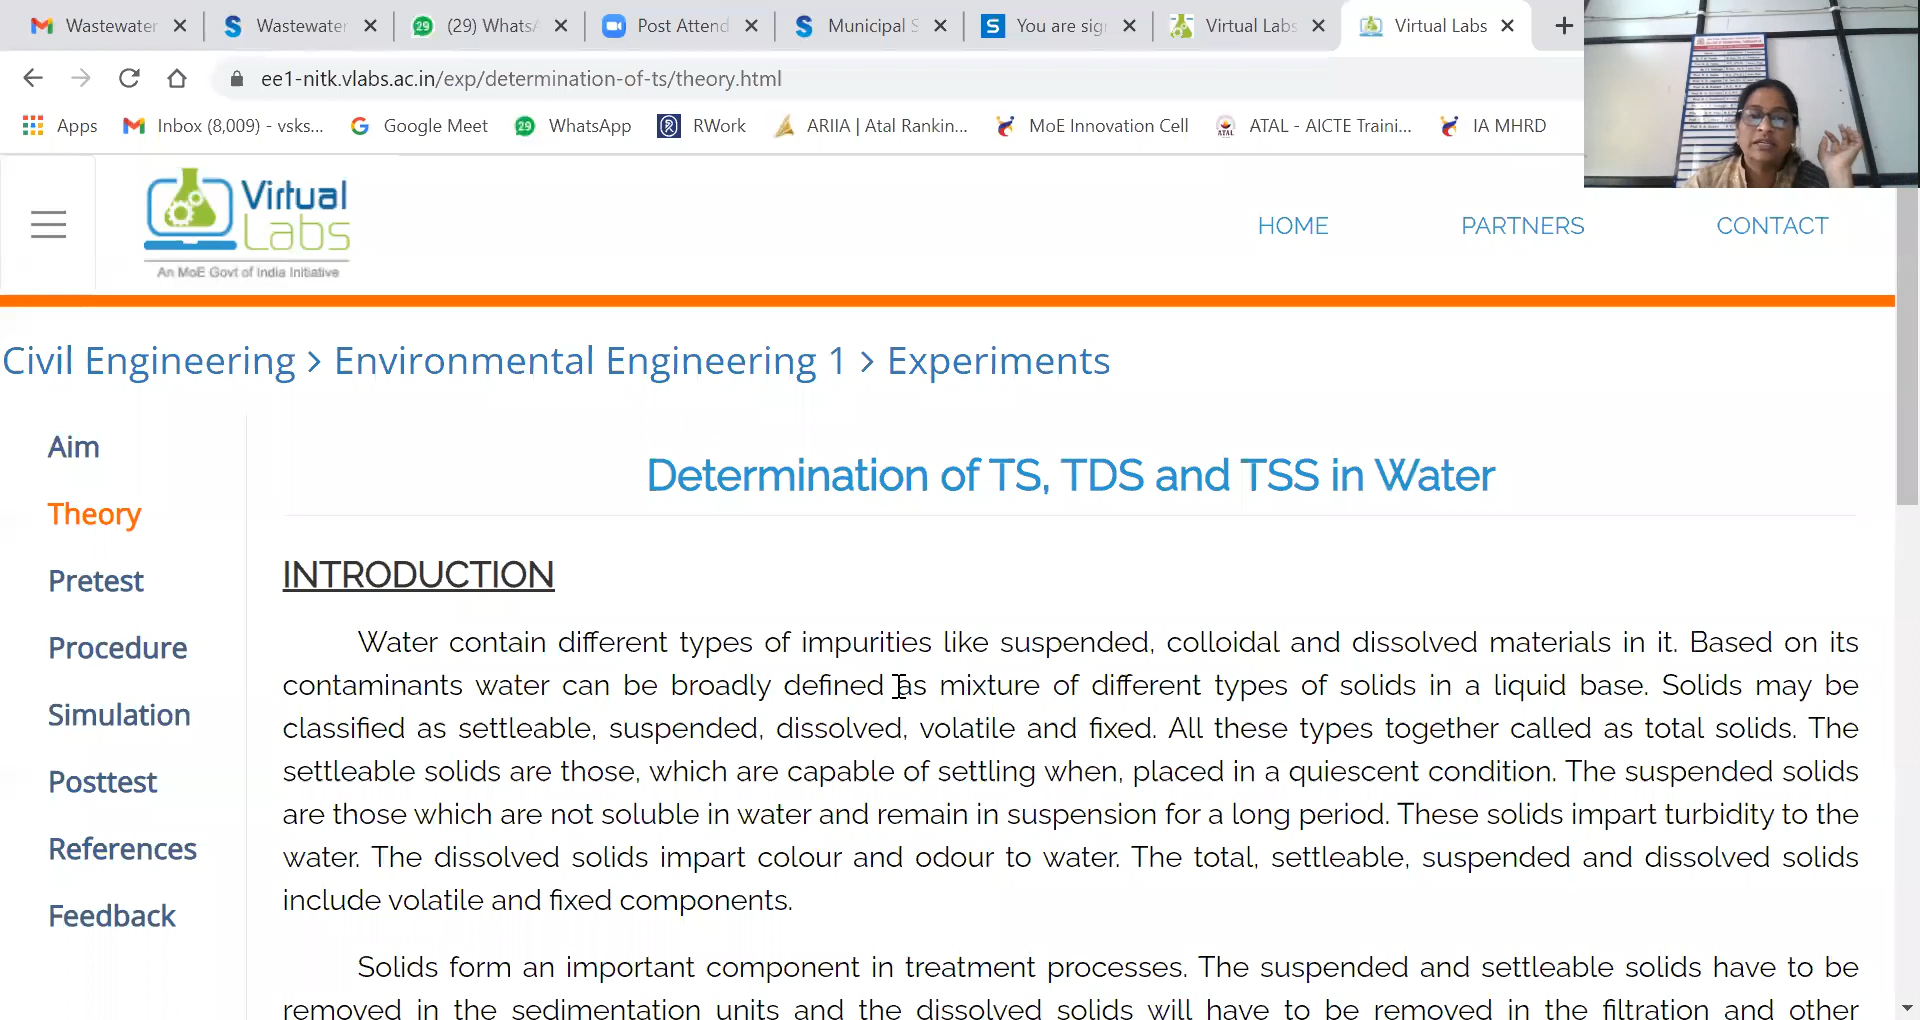 Wastewater
Wastewater
(29) WhatsA
Post Attend
Municipal S
You are sig
Virtual Labs
Virtual Labs
ee1-nitk.vlabs.ac.in/exp/determination-of-ts/theory.html
Apps
Inbox (8,009) - vsks...
Google Meet
29
WhatsApp
RWork
ARIIA | Atal Rankin...
MoE Innovation Cell
ATAL - AICTE Traini...
IA MHRD
Virtual
Labs
An MoE Govt of India Initiative
HOME
PARTNERS
CONTACT
Civil Engineering > Environmental Engineering 1 > Experiments
Aim
Theory
Pretest
Procedure
Simulation
Posttest
References
Feedback
Determination of TS, TDS and TSS in Water
INTRODUCTION
Water contain different types of impurities like suspended, colloidal and dissolved materials in it. Based on its
contaminants water can be broadly defined as mixture of different types of solids in a liquid base. Solids may be
classified as settleable, suspended, dissolved, volatile and fixed. All these types together called as total solids. The
settleable solids are those, which are capable of settling when, placed in a quiescent condition. The suspended solids
are those which are not soluble in water and remain in suspension for a long period. These solids impart turbidity to the
water. The dissolved solids impart colour and odour to water. The total, settleable, suspended and dissolved solids
include volatile and fixed components.
Solids form an important component in treatment processes. The suspended and settleable solids have to be
removed in the sedimentation units and the dissolved solids will have to be removed in the filtration and other